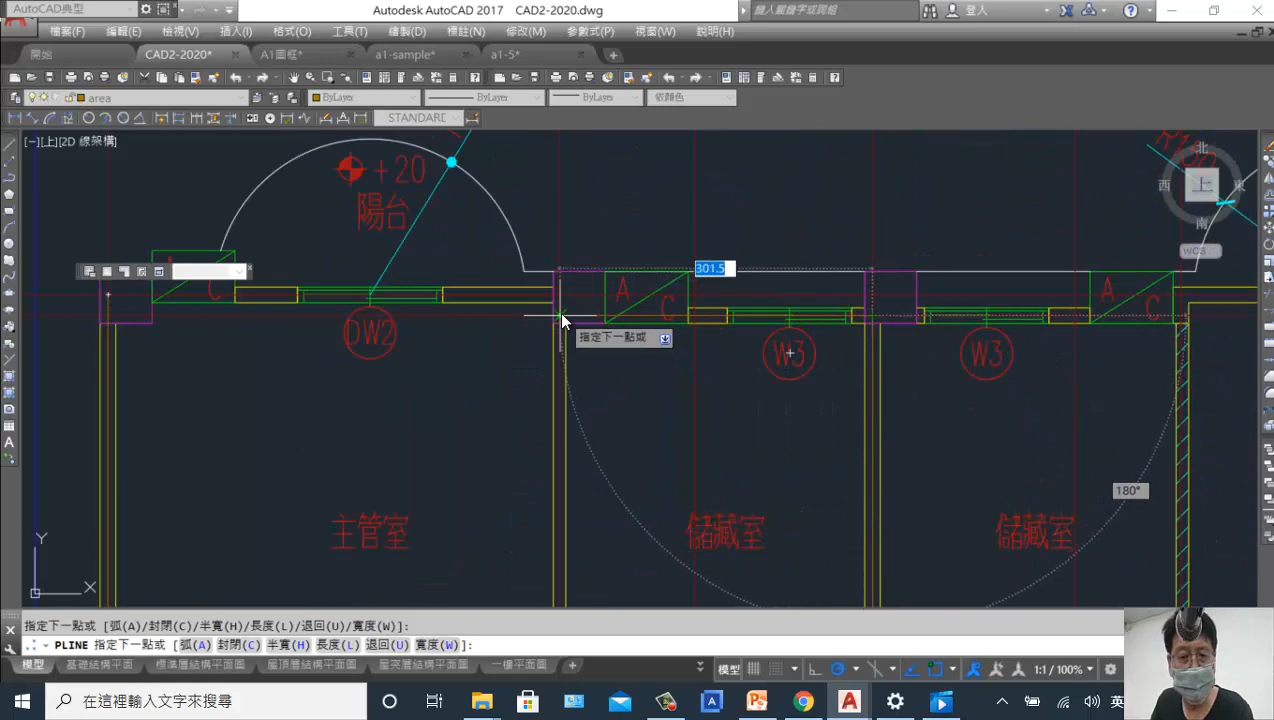 AutoCAD典型
Autodesk AutoCAD 2017 CAD2-2020.dwg
鍵入關鍵字或片語
登入
檔案(F) 編輯(E) 檢視(V) 插入(I) 格式(O) 工具(T) 繪製(D) 標註(N) 修改(M) 參數式(P) 視窗(W) 說明(H)
開始 CAD2-2020* A1圖框* a1-sample* a1-5*
area ByLayer ByLayer ByLayer 依顏色
STANDARD
[−][上][2D 線架構]
北
西 上 東
南
WCS
+20
陽台
C
A
C
A
C
301.5
指定下一點或
DW2
W3
W3
180°
主管室
儲藏室
儲藏室
Y
X
指定下一點或 [弧(A)/封閉(C)/半寬(H)/長度(L)/退回(U)/寬度(W)]:
PLINE 指定下一點或 [弧(A) 封閉(C) 半寬(H) 長度(L) 退回(U) 寬度(W)]:
模型 基礎結構平面 標準層結構平面圖 屋頂層結構平面圖 屋突層結構平面圖 一樓平面圖
模型 1:1 / 100%
在這裡輸入文字來搜尋
英